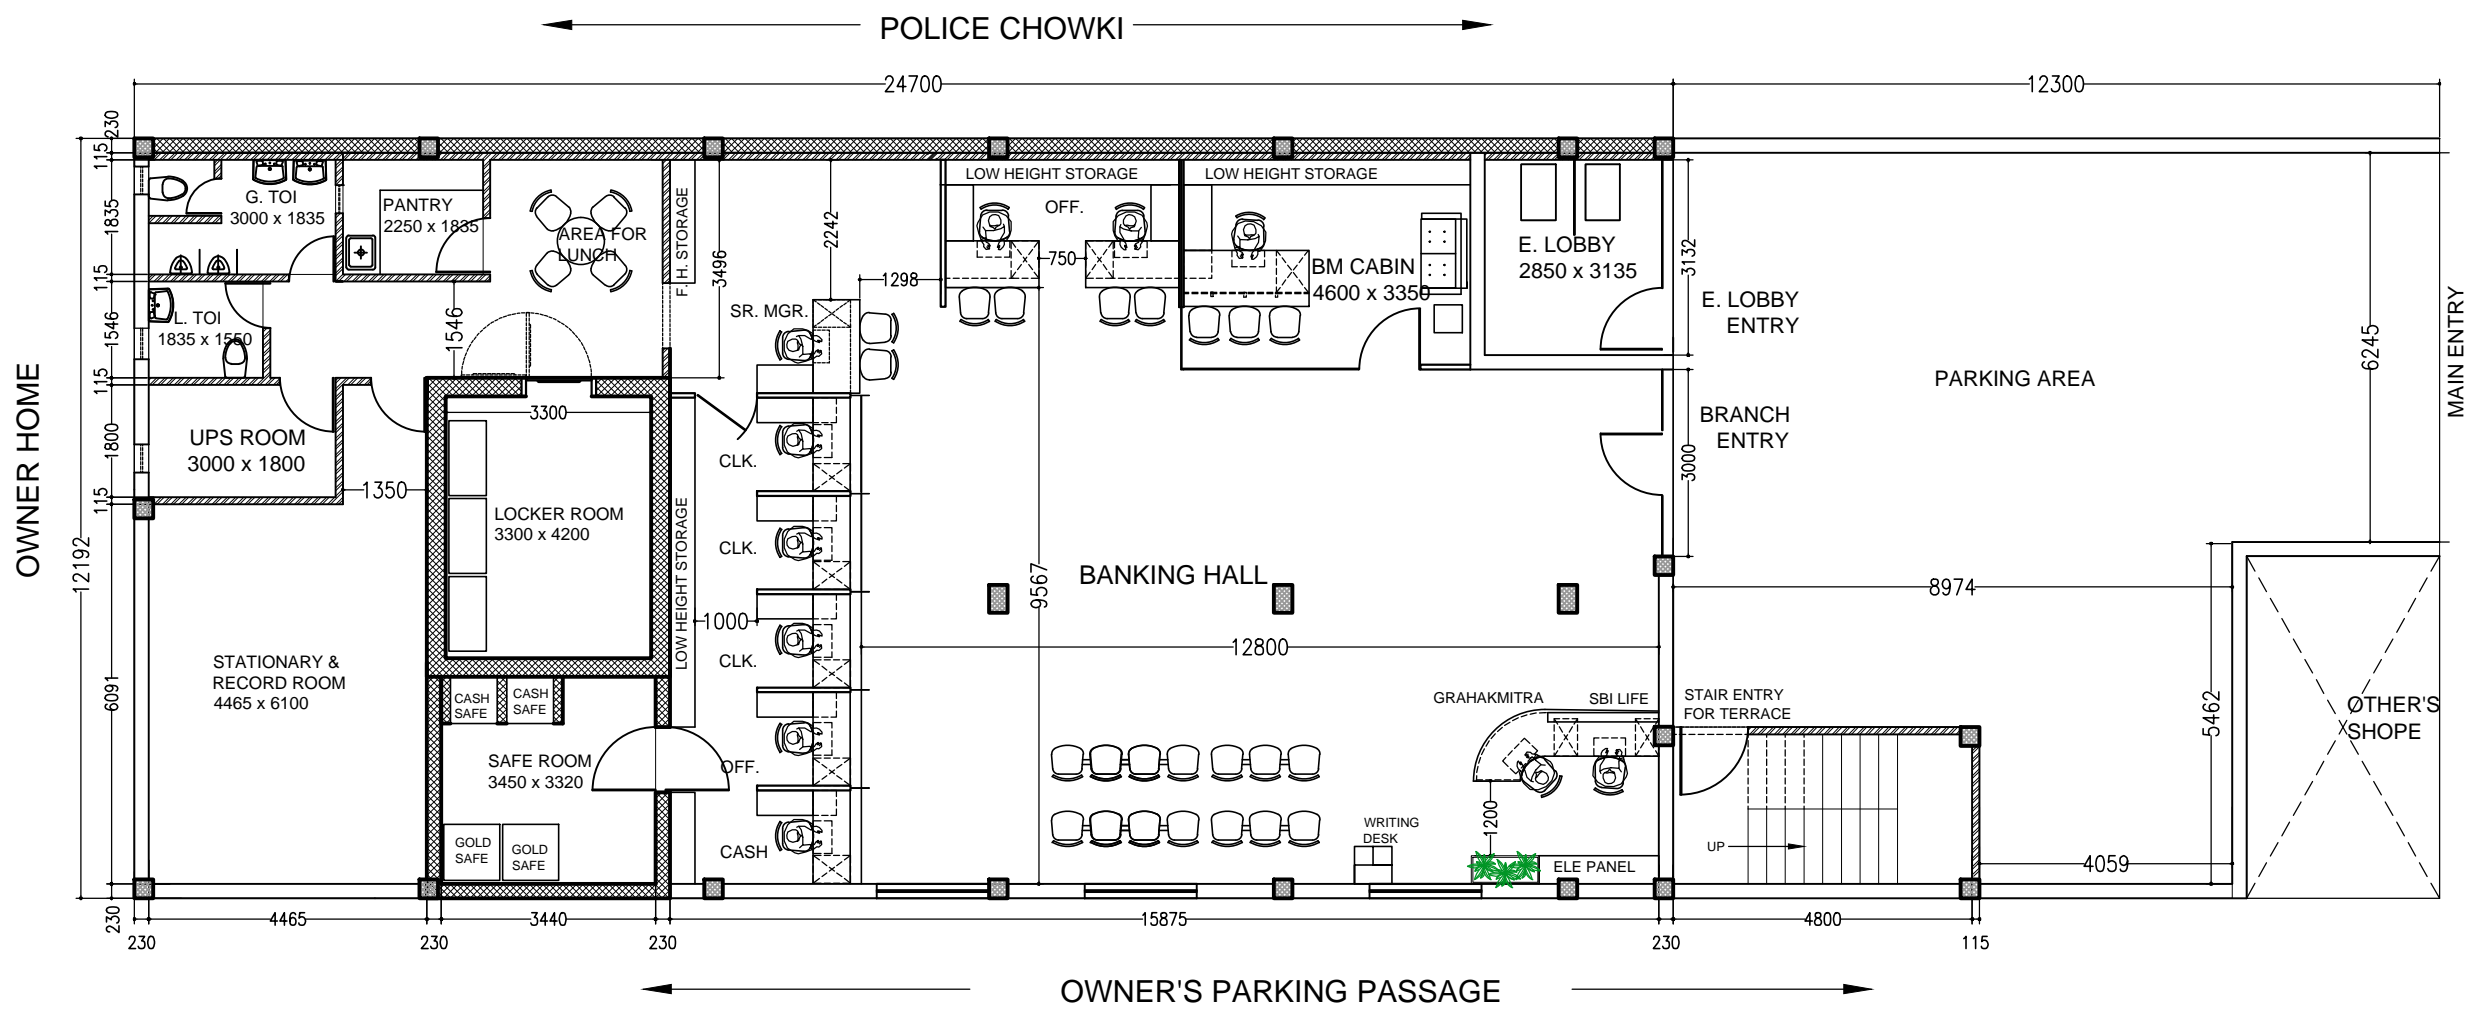 POLICE CHOWKI
24700
12300
230
115
1835
115
1546
115
1800
115
6091
230
12192
OWNER HOME
G. TOI
3000 x 1835
PANTRY
2250 x 1835
AREA FOR
LUNCH
F. H. STORAGE
3496
2242
1298
LOW HEIGHT STORAGE
OFF.
750
LOW HEIGHT STORAGE
BM CABIN
4600 x 3350
E. LOBBY
2850 x 3135
3132
E. LOBBY
ENTRY
PARKING AREA
6245
MAIN ENTRY
L. TOI
1835 x 1550
1546
SR. MGR.
UPS ROOM
3000 x 1800
1350
3300
LOCKER ROOM
3300 x 4200
LOW HEIGHT STORAGE
CLK.
CLK.
1000
CLK.
OFF.
CASH
9567
BANKING HALL
12800
BRANCH
ENTRY
3000
8974
STATIONARY &
RECORD ROOM
4465 x 6100
CASH
SAFE
CASH
SAFE
SAFE ROOM
3450 x 3320
GOLD
SAFE
GOLD
SAFE
GRAHAKMITRA
SBI LIFE
1200
WRITING
DESK
ELE PANEL
STAIR ENTRY
FOR TERRACE
UP
5462
OTHER'S
SHOPE
4059
4465
3440
15875
4800
230
230
230
230
115
OWNER'S PARKING PASSAGE